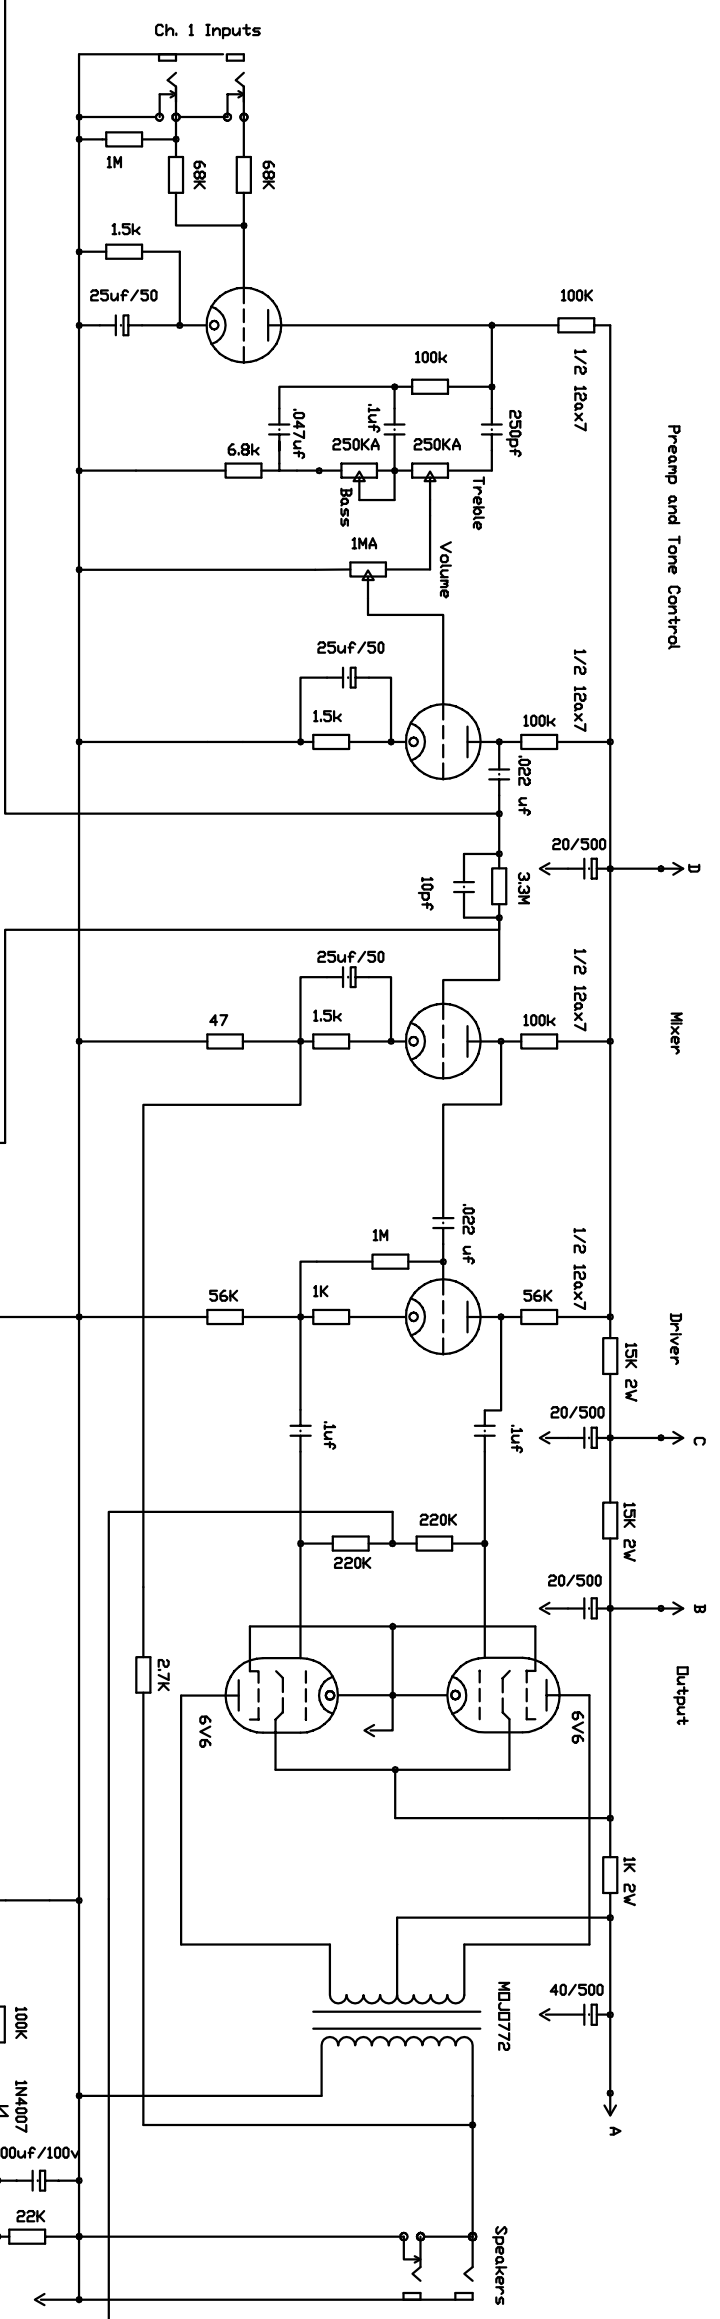 Ch. 1 Inputs
1M
68K
68K
1.5k
25uf/50
100K
1/2 12ax7
100k
.047uf
.1uf
250pf
250KA
250KA
6.8k
Bass
Treble
Preamp and Tone Control
1MA
Volume
25uf/50
1.5k
100k
1/2 12ax7
.022 uf
20/500
D
3.3M
10pf
25uf/50
1.5k
47
100k
1/2 12ax7
Mixer
.022 uf
1M
56K
1K
56K
1/2 12ax7
Driver
15K 2W
20/500
C
.1uf
.1uf
15K 2W
220K
220K
20/500
B
2.7K
Output
6V6
6V6
1K 2W
MOJO772
40/500
100K
1N4007
A
00uf/100v
22K
Speakers